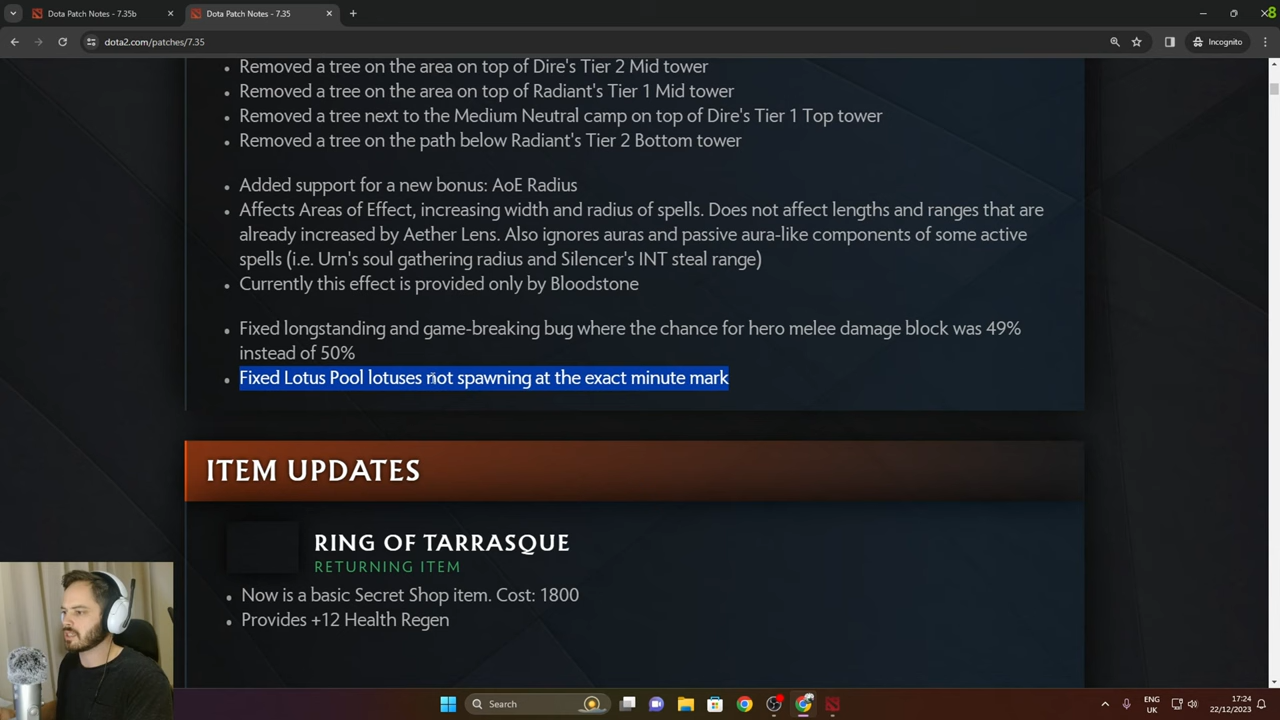 Dota Patch Notes - 7.35b
Dota Patch Notes - 7.35
8
dota2.com/patches/7.35
Incognito
Removed a tree on the area on top of Dire's Tier 2 Mid tower
Removed a tree on the area on top of Radiant's Tier 1 Mid tower
Removed a tree next to the Medium Neutral camp on top of Dire's Tier 1 Top tower
Removed a tree on the path below Radiant's Tier 2 Bottom tower
Added support for a new bonus: AoE Radius
Affects Areas of Effect, increasing width and radius of spells. Does not affect lengths and ranges that are
already increased by Aether Lens. Also ignores auras and passive aura-like components of some active
spells (i.e. Urn's soul gathering radius and Silencer's INT steal range)
Currently this effect is provided only by Bloodstone
Fixed longstanding and game-breaking bug where the chance for hero melee damage block was 49%
instead of 50%
Fixed Lotus Pool lotuses not spawning at the exact minute mark
ITEM UPDATES
RING OF TARRASQUE
RETURNING ITEM
Now is a basic Secret Shop item. Cost: 1800
Provides +12 Health Regen
Search
ENG
UK
17:24
22/12/2023